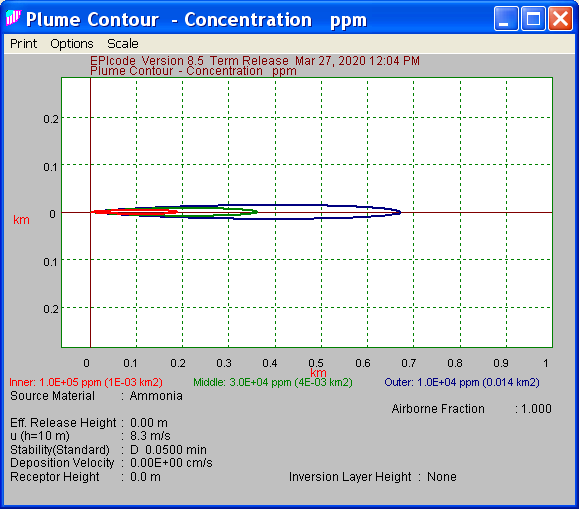 Plume Contour - Concentration ppm
Print Options Scale
EPIcode Version 8.5 Term Release Mar 27, 2020 12:04 PM
Plume Contour - Concentration ppm
0.2
0.1
km 0
0.1
0.2
0 0.1 0.2 0.3 0.4 0.5 0.6 0.7 0.8 0.9 1
km
Inner: 1.0E+05 ppm (1E-03 km2) Middle: 3.0E+04 ppm (4E-03 km2) Outer: 1.0E+04 ppm (0.014 km2)
Source Material : Ammonia
Airborne Fraction : 1.000
Eff. Release Height : 0.00 m
u (h=10 m) : 8.3 m/s
Stability(Standard) : D 0.0500 min
Deposition Velocity : 0.00E+00 cm/s
Receptor Height : 0.0 m Inversion Layer Height : None